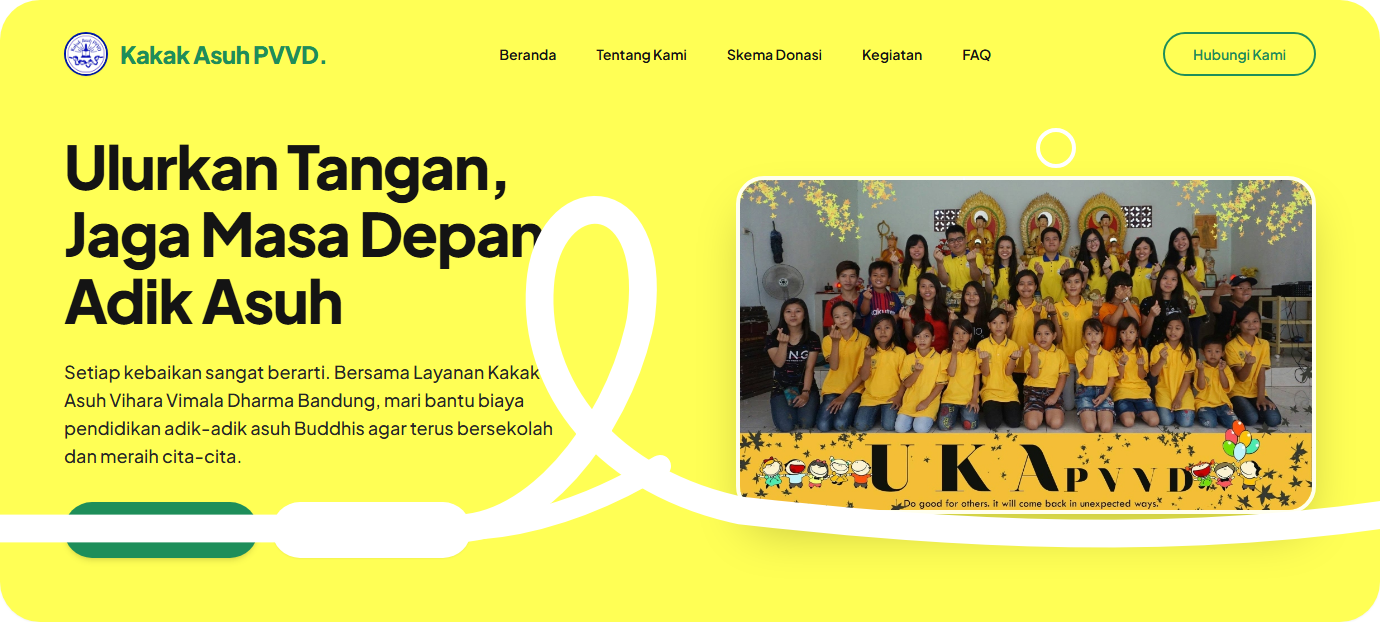 Kakak Asuh PVVD.
Beranda
Tentang Kami
Skema Donasi
Kegiatan
FAQ
Hubungi Kami
Ulurkan Tangan,
Jaga Masa Depan
Adik Asuh
Setiap kebaikan sangat berarti. Bersama Layanan Kakak
Asuh Vihara Vimala Dharma Bandung, mari bantu biaya
pendidikan adik-adik asuh Buddhis agar terus bersekolah
dan meraih cita-cita.
UKA PVVD
Do good for others. it will come back in unexpected ways.